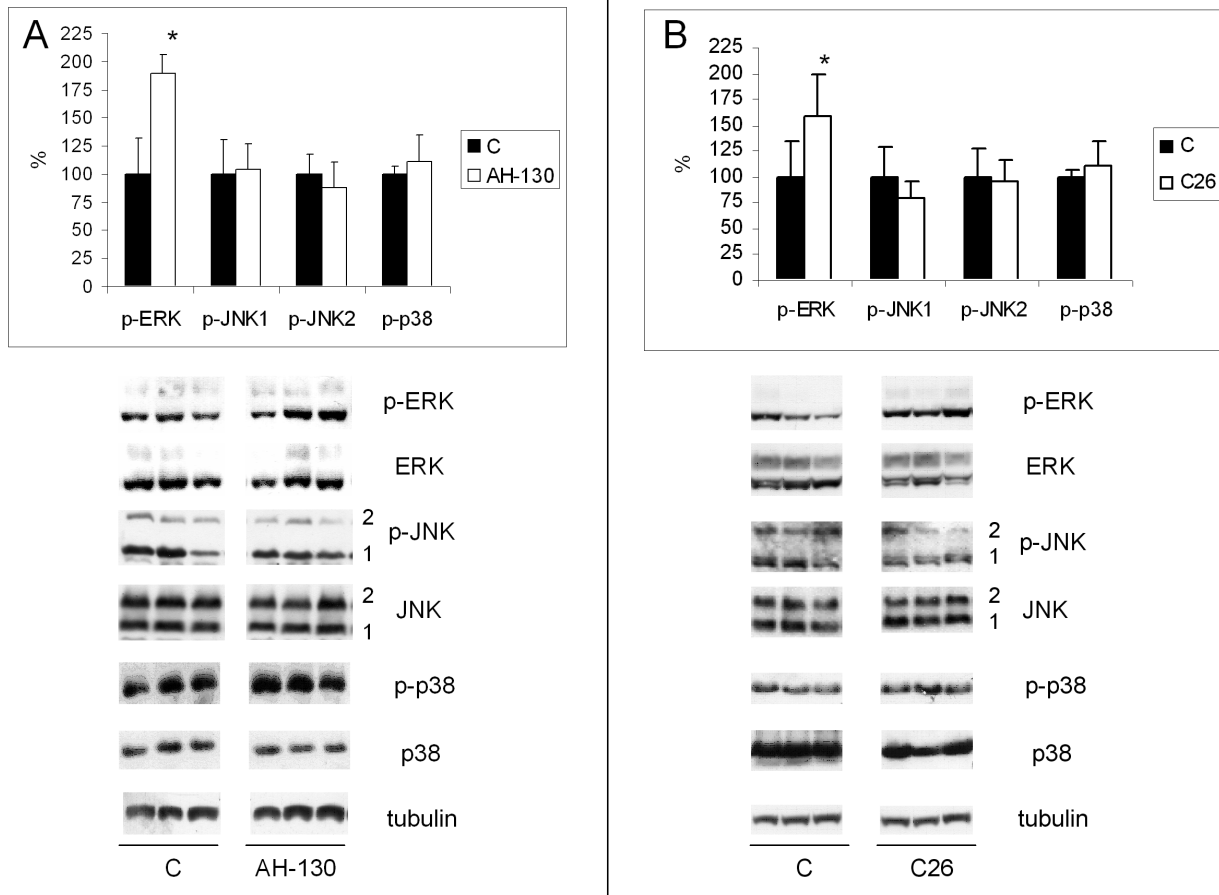 A
225
200
175
150
125
100
75
50
25
0
%
*
C
AH-130
p-ERK p-JNK1 p-JNK2 p-p38
p-ERK
ERK
2
p-JNK
1
2
JNK
1
p-p38
p38
tubulin
C AH-130
B
225
200
175
150
125
100
75
50
25
0
%
*
C
C26
p-ERK p-JNK1 p-JNK2 p-p38
p-ERK
ERK
2
p-JNK
1
2
JNK
1
p-p38
p38
tubulin
C C26